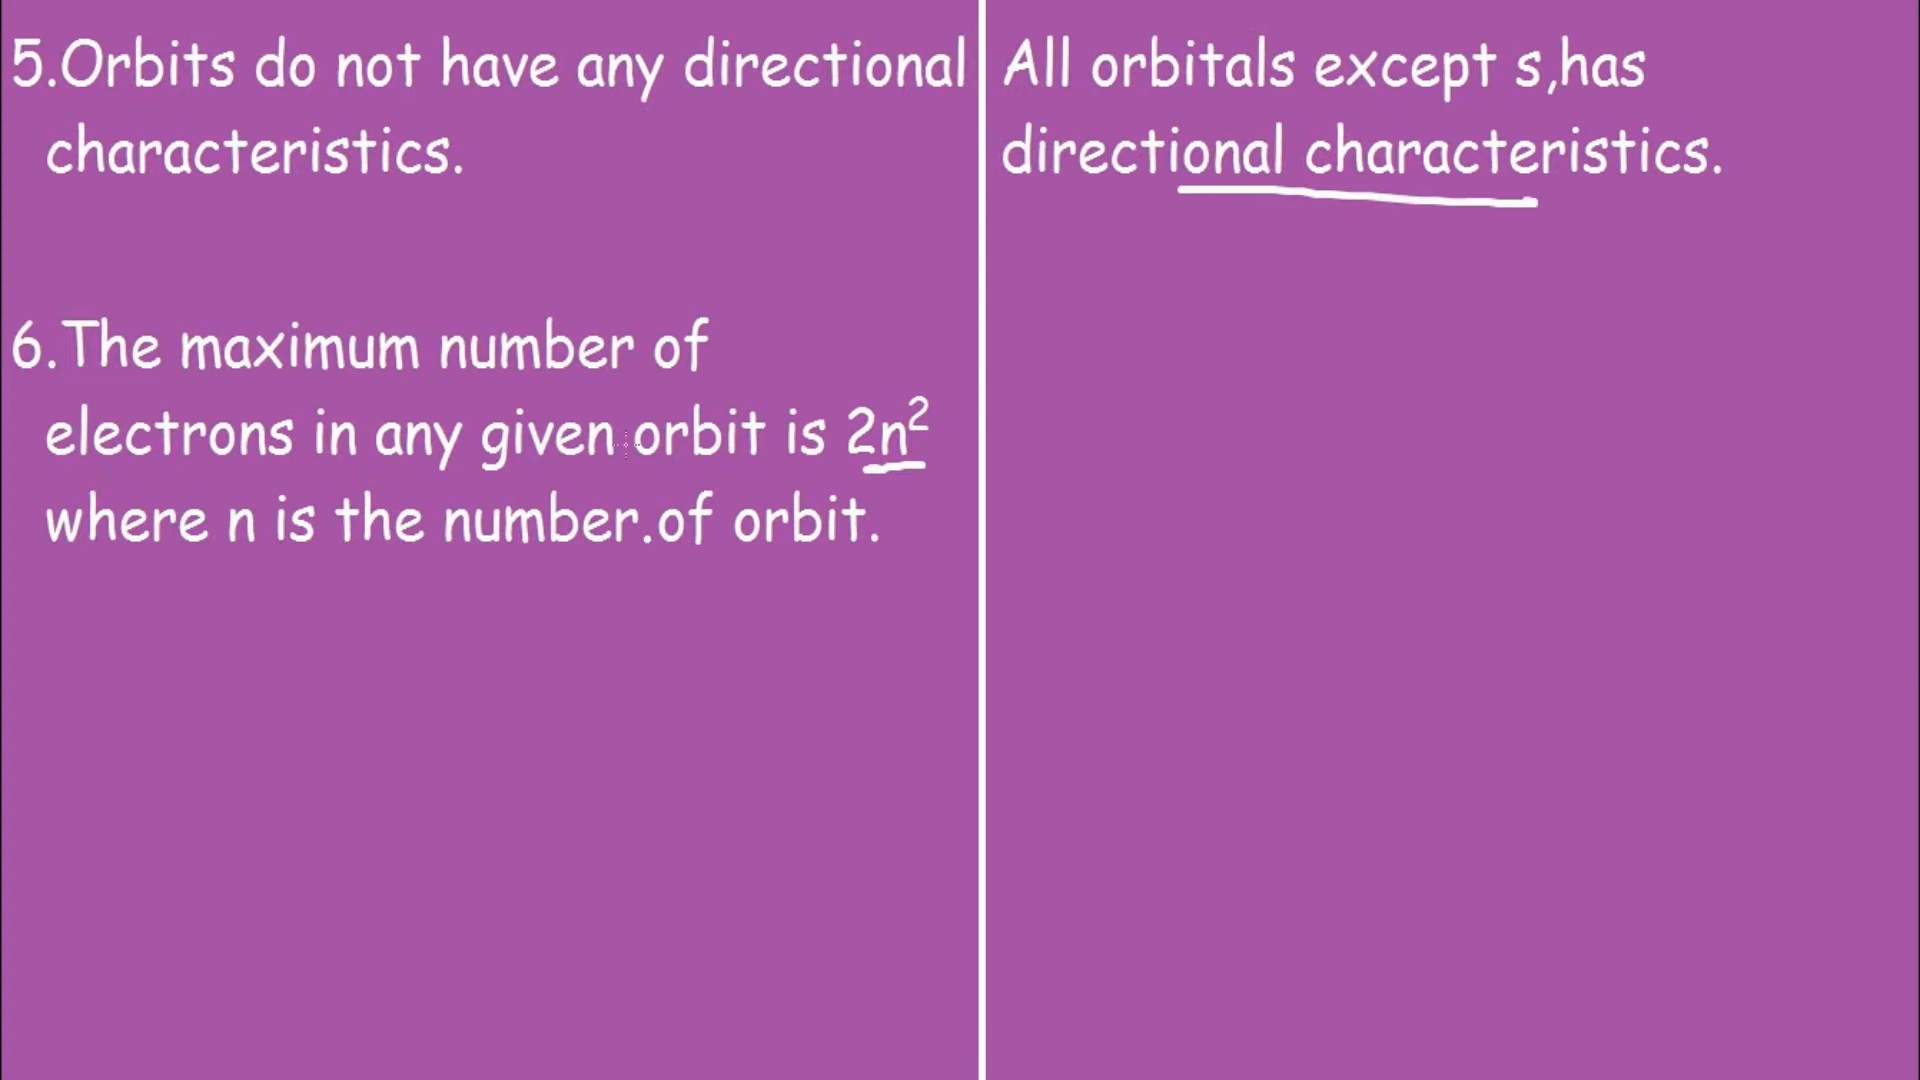 5.Orbits do not have any directional
characteristics.
All orbitals except s,has
directional characteristics.
6.The maximum number of
electrons in any given orbit is 2n²
where n is the number.of orbit.